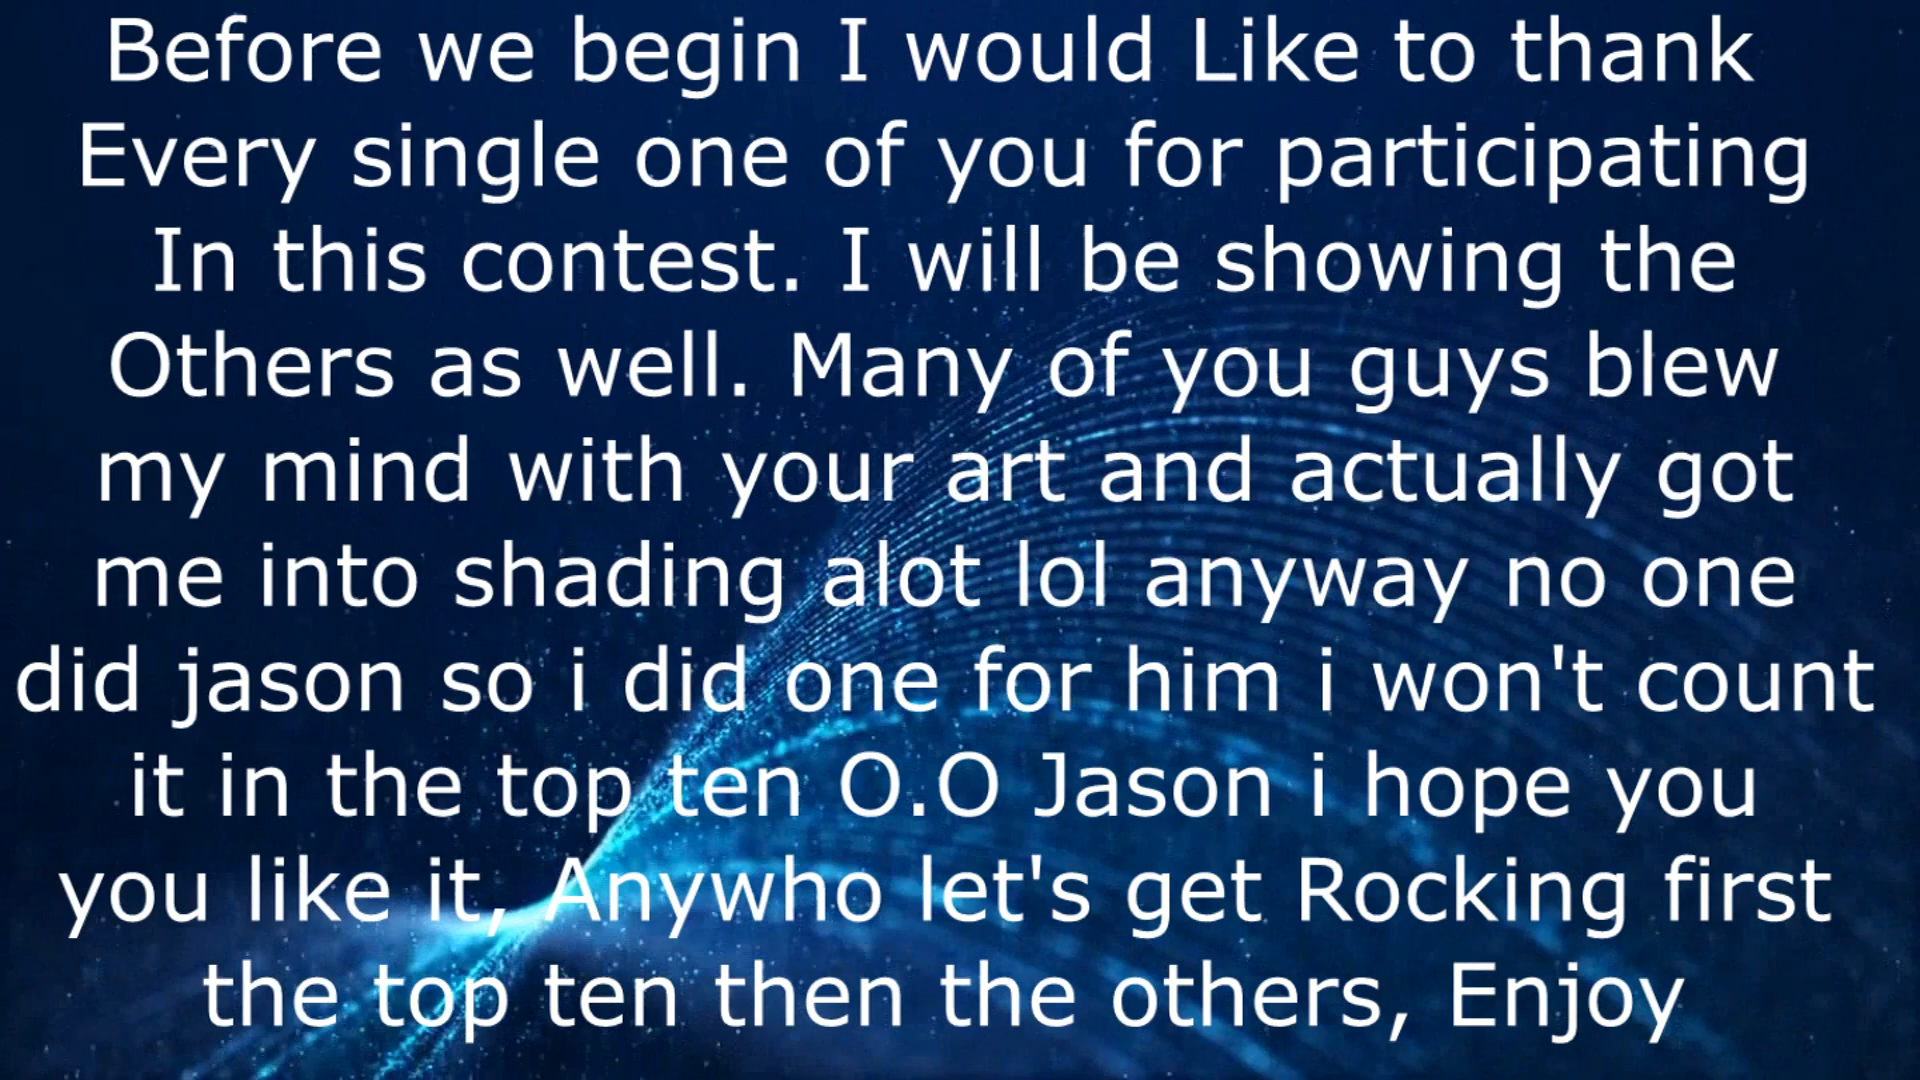 Before we begin I would Like to thank
Every single one of you for participating
In this contest. I will be showing the
Others as well. Many of you guys blew
my mind with your art and actually got
me into shading alot lol anyway no one
did jason so i did one for him i won't count
it in the top ten O.O Jason i hope you
you like it, Anywho let's get Rocking first
the top ten then the others, Enjoy